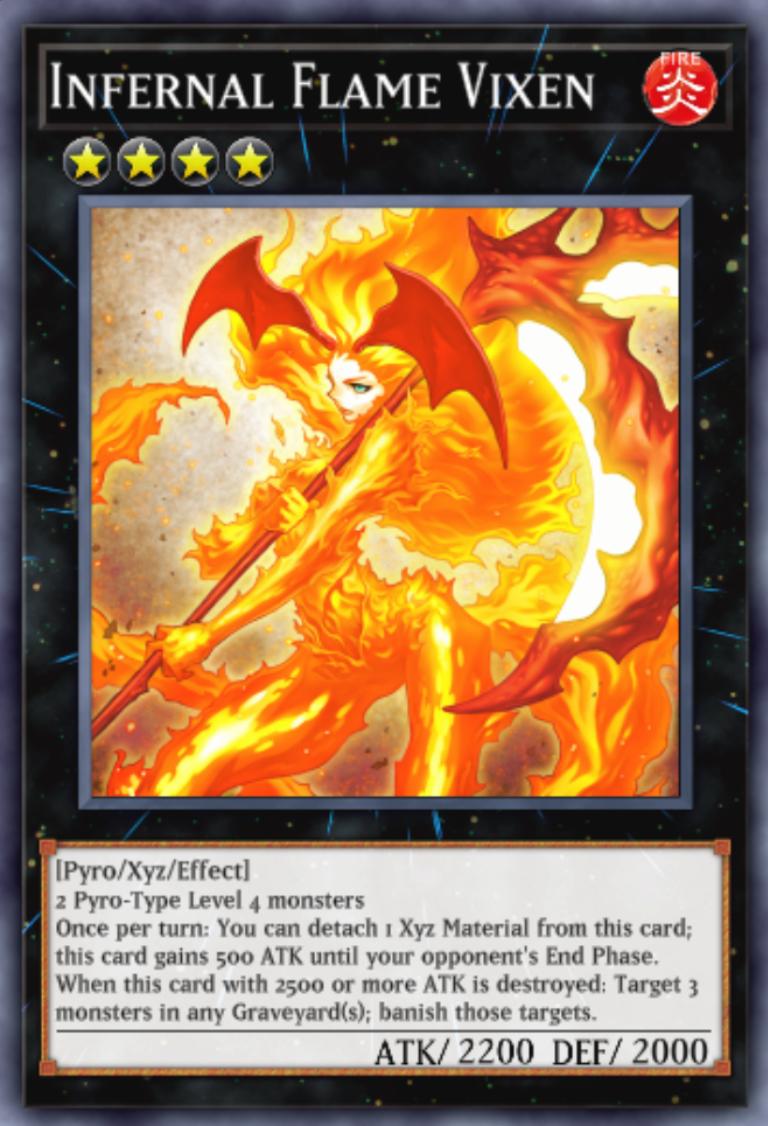 INFERNAL FLAME VIXEN
FIRE
炎
[Pyro/Xyz/Effect]
2 Pyro-Type Level 4 monsters
Once per turn: You can detach 1 Xyz Material from this card;
this card gains 500 ATK until your opponent's End Phase.
When this card with 2500 or more ATK is destroyed: Target 3
monsters in any Graveyard(s); banish those targets.
ATK/ 2200 DEF/ 2000